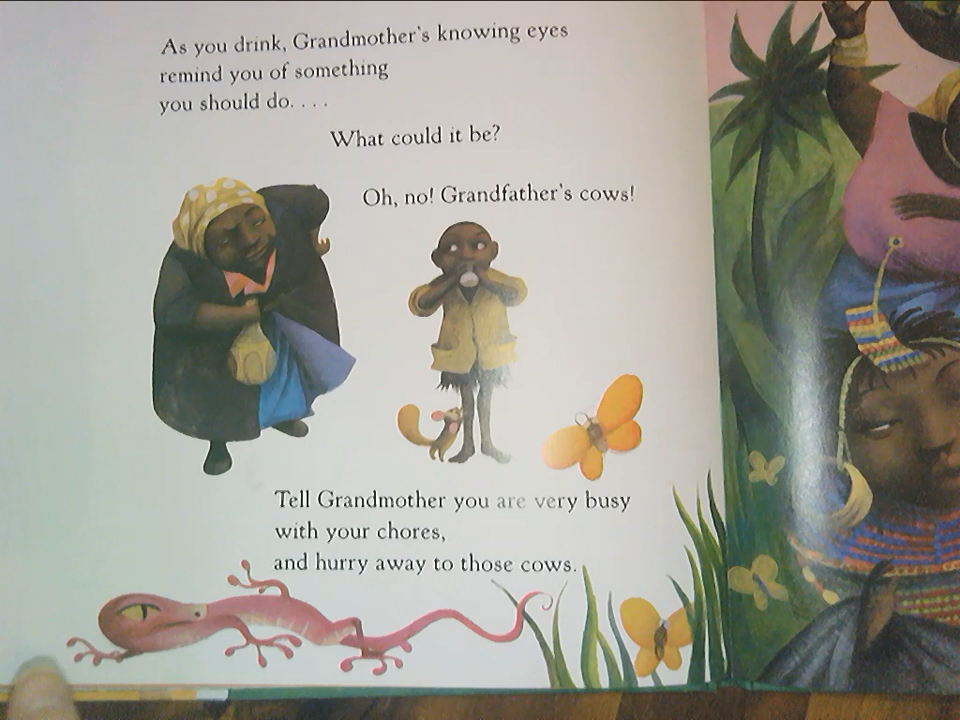 As you drink, Grandmother's knowing eyes
remind you of something
you should do. . . .
What could it be?
Oh, no! Grandfather's cows!
Tell Grandmother you are very busy
with your chores,
and hurry away to those cows.